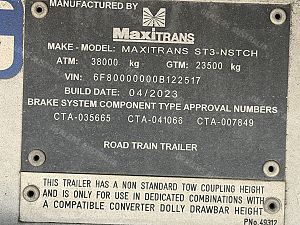 MANUFACTURED BY
MaxiTRANS
MAKE - MODEL: MAXITRANS ST3-NSTCH
ATM: 38000 kg GTM: 23500 kg
VIN: 6F80000000B122517
BUILD DATE: 04/2023
BRAKE SYSTEM COMPONENT TYPE APPROVAL NUMBERS
CTA-035665 CTA-041068 CTA-007849
ROAD TRAIN TRAILER
THIS TRAILER HAS A NON STANDARD TOW COUPLING HEIGHT
AND IS ONLY FOR USE IN DEDICATED COMBINATIONS WITH
A COMPATIBLE CONVERTER DOLLY DRAWBAR HEIGHT
PNo. 49312